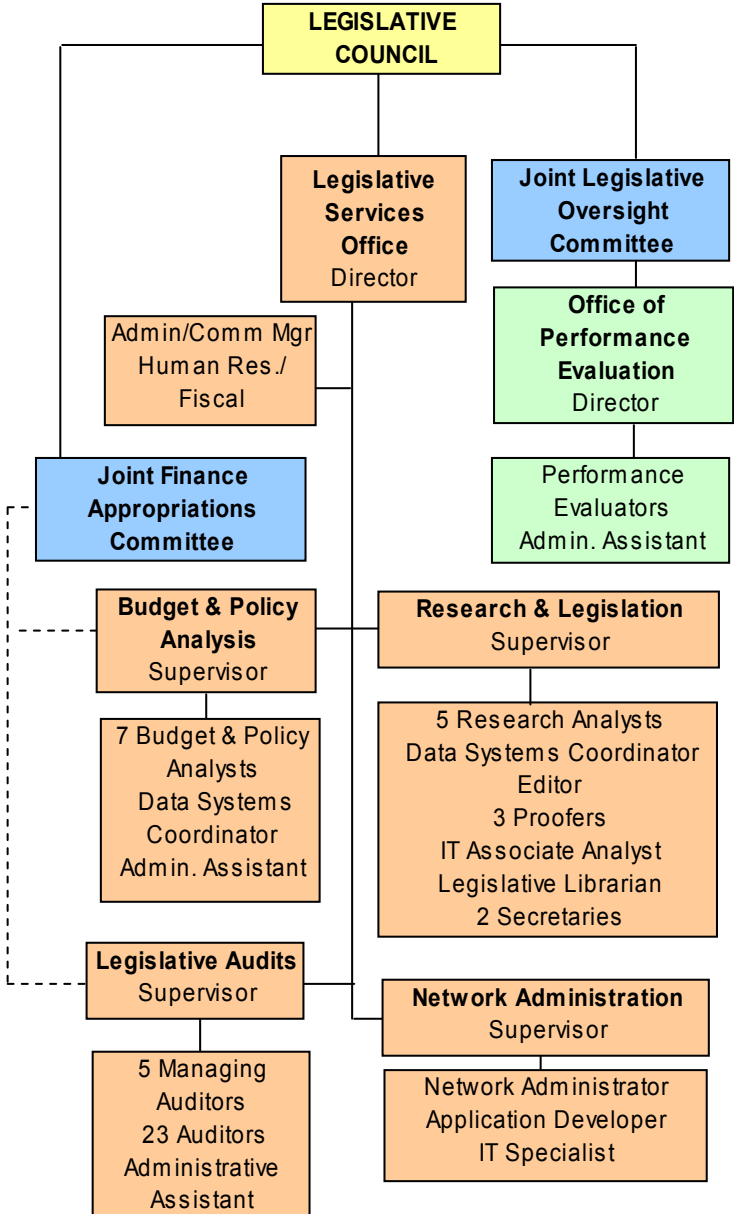 LEGISLATIVE
COUNCIL
Legislative
Services
Office
Director
Joint Legislative
Oversight
Committee
Office of
Performance
Evaluation
Director
Admin/Comm Mgr
Human Res./
Fiscal
Joint Finance
Appropriations
Committee
Performance
Evaluators
Admin. Assistant
Budget & Policy
Analysis
Supervisor
Research & Legislation
Supervisor
7 Budget & Policy
Analysts
Data Systems
Coordinator
Admin. Assistant
5 Research Analysts
Data Systems Coordinator
Editor
3 Proofers
IT Associate Analyst
Legislative Librarian
2 Secretaries
Legislative Audits
Supervisor
Network Administration
Supervisor
5 Managing
Auditors
23 Auditors
Administrative
Assistant
Network Administrator
Application Developer
IT Specialist